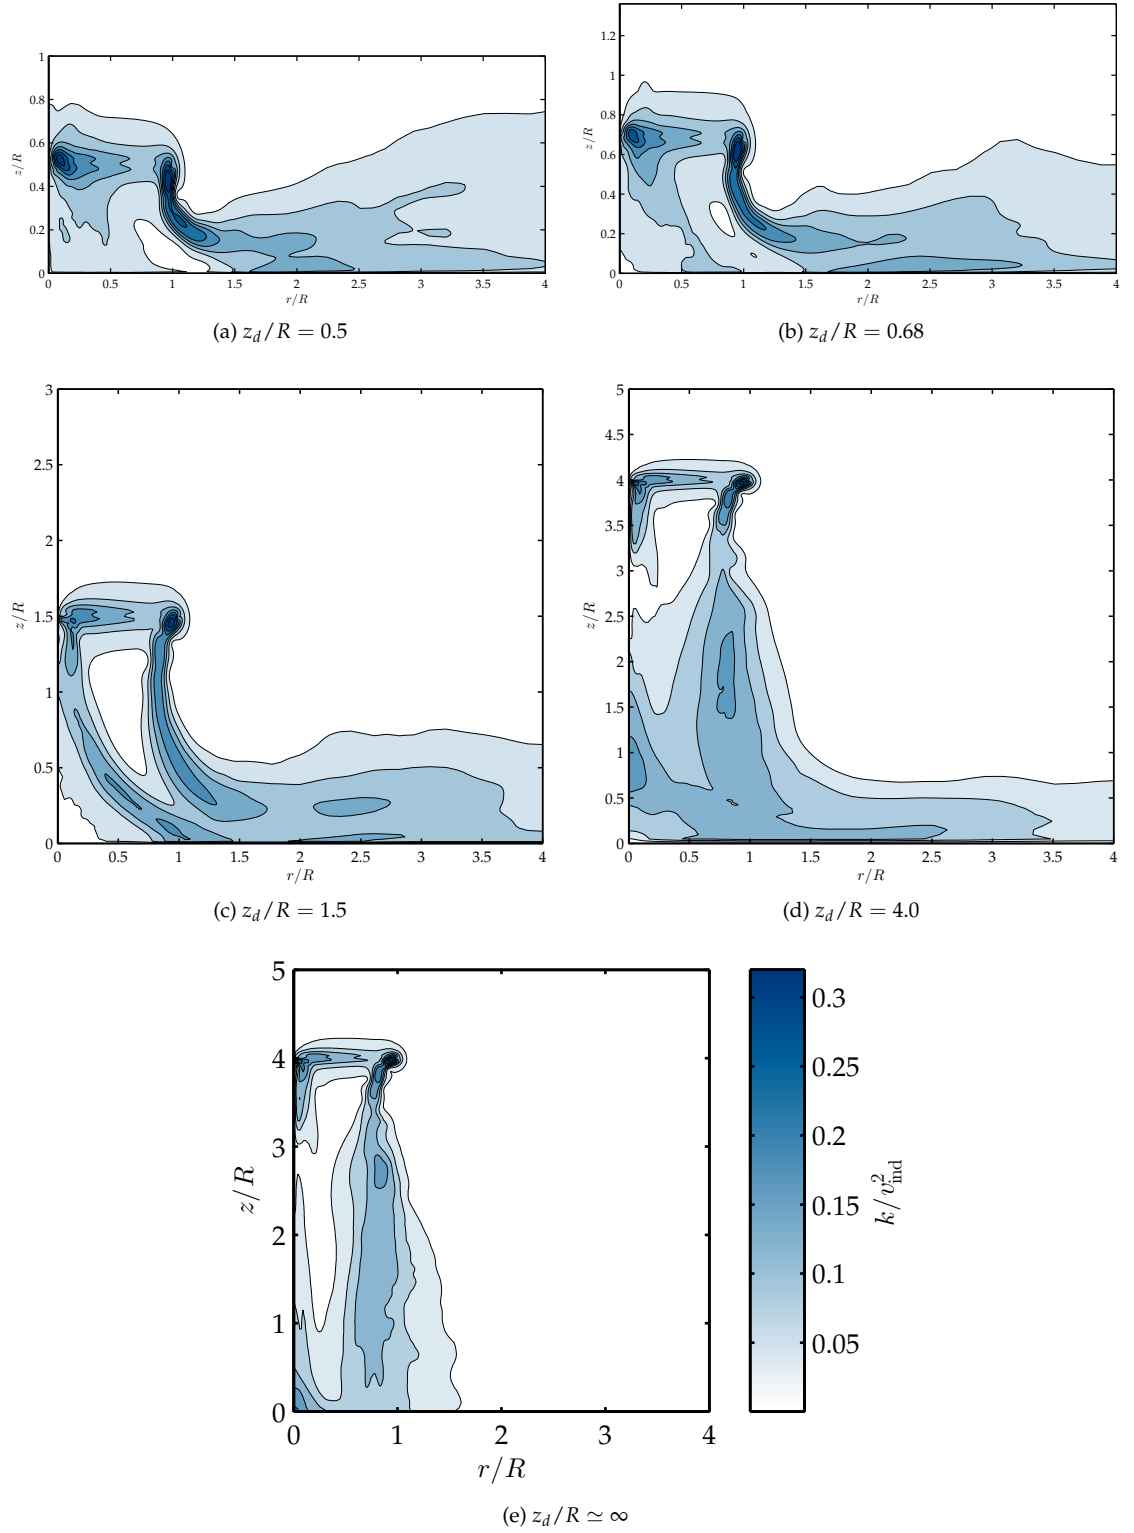 1
0.8
0.6
0.4
0.2
0
z/R
0 0.5 1 1.5 2 2.5 3 3.5 4
r/R
(a) z_d/R = 0.5
1.2
1
0.8
0.6
0.4
0.2
0
z/R
0 0.5 1 1.5 2 2.5 3 3.5 4
r/R
(b) z_d/R = 0.68
3
2.5
2
1.5
1
0.5
0
z/R
0 0.5 1 1.5 2 2.5 3 3.5 4
r/R
(c) z_d/R = 1.5
5
4.5
4
3.5
3
2.5
2
1.5
1
0.5
0
z/R
0 0.5 1 1.5 2 2.5 3 3.5 4
r/R
(d) z_d/R = 4.0
5
4
3
2
1
0
z/R
0 1 2 3 4
r/R
0.3
0.25
0.2
0.15
0.1
0.05
k/v²_ind
(e) z_d/R ≃ ∞